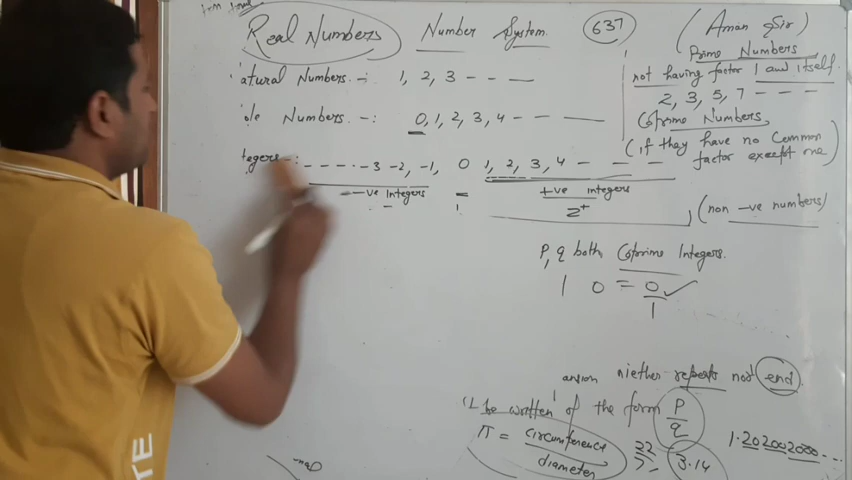 Real Numbers Number System. 637 (Aman Sir)
Prime Numbers
atural Numbers -: 1, 2, 3 - - -
not having factor 1 and itself.
2, 3, 5, 7 - - -
ole Numbers. -: 0, 1, 2, 3, 4 - - -
Coprime Numbers,
(if they have no Common
factor except one)
tegers -: - - - - -3 -2, -1, 0 1, 2, 3, 4 - - -
-ve Integers = +ve integers
Z+ (non -ve numbers)
P, q both Coprime Integers.
1 0 = 0/1
ansion niether repeats nod end
be written of the form P/q
π = circumference/diameter 22/7, 3.14 1.202002000...
TE